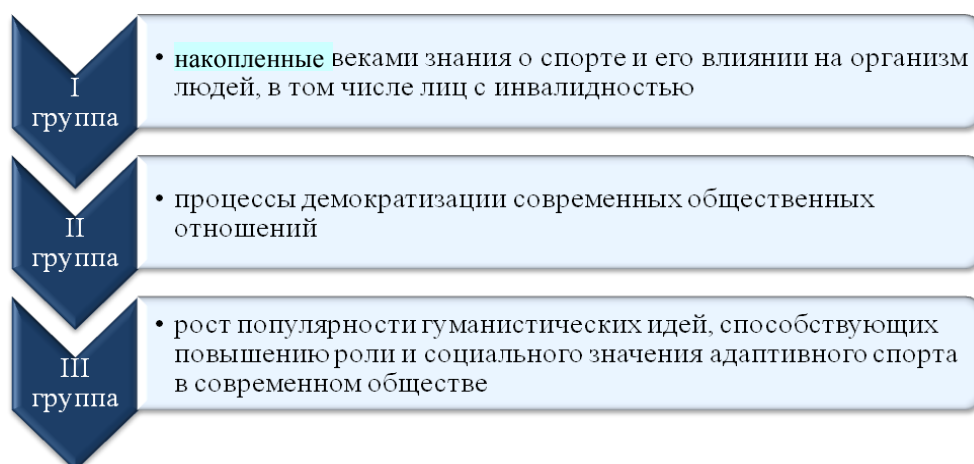 I
группа
• накопленные веками знания о спорте и его влиянии на организм
людей, в том числе лиц с инвалидностью
II
группа
• процессы демократизации современных общественных
отношений
III
группа
• рост популярности гуманистических идей, способствующих
повышению роли и социального значения адаптивного спорта
в современном обществе